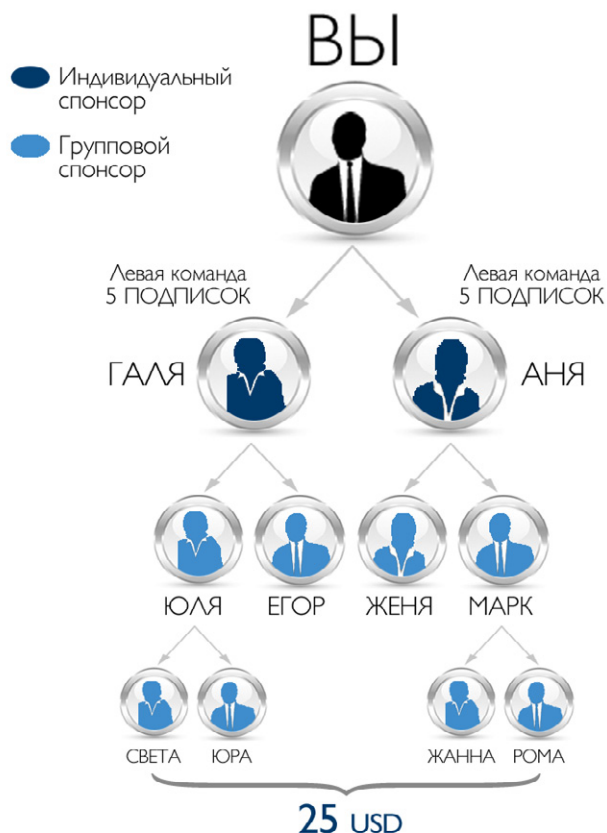 ВЫ
Индивидуальный
спонсор
Групповой
спонсор
Левая команда
5 ПОДПИСОК
Левая команда
5 ПОДПИСОК
ГАЛЯ
АНЯ
ЮЛЯ
ЕГОР
ЖЕНЯ
МАРК
СВЕТА
ЮРА
ЖАННА
РОМА
25 USD